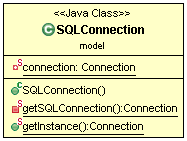 <<Java Class>>
C SQLConnection
model
S connection: Connection
C SQLConnection()
S getSQLConnection():Connection
S getInstance():Connection